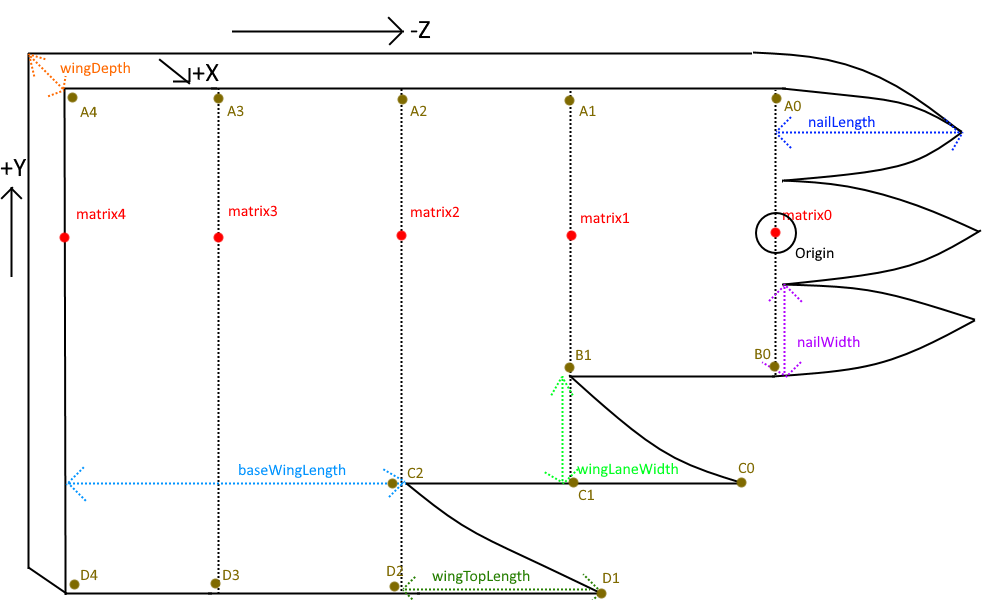 -Z
wingDepth
+X
A4
A3
A2
A1
A0
nailLength
+Y
matrix4
matrix3
matrix2
matrix1
matrix0
Origin
nailWidth
B1
B0
baseWingLength
C2
wingLaneWidth
C0
C1
D4
D3
D2
wingTopLength
D1